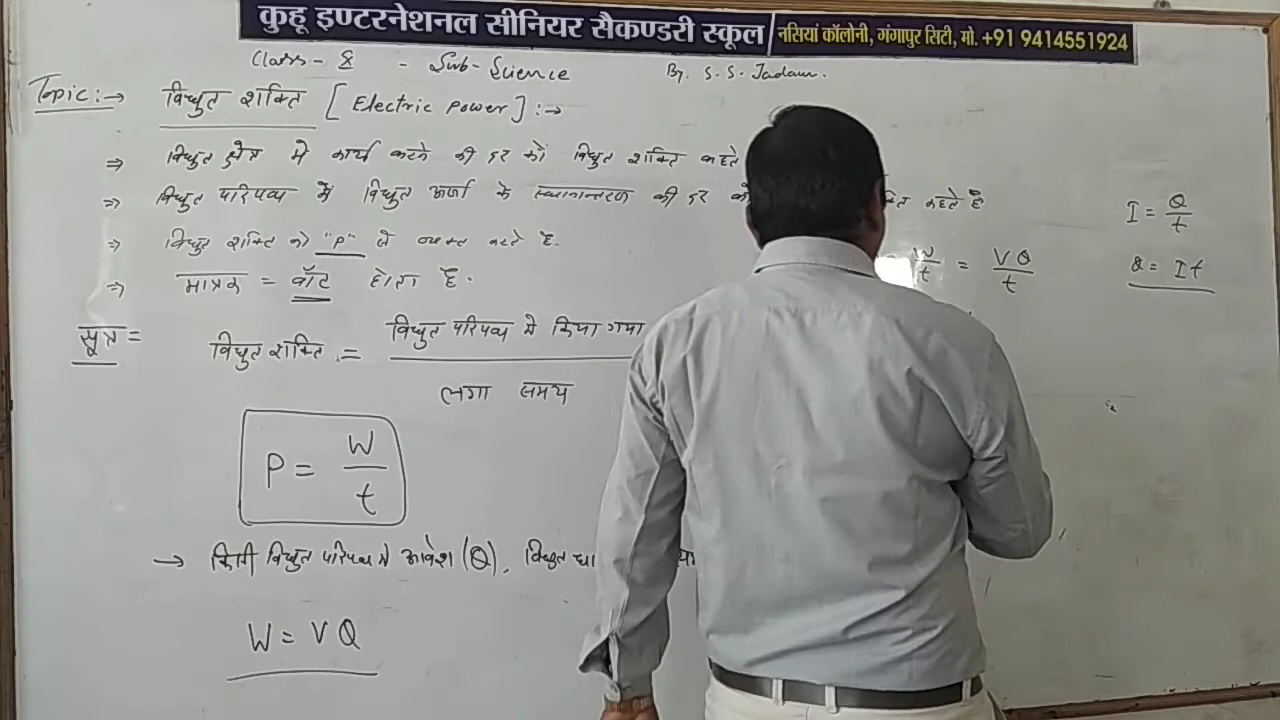 कुहू इण्टरनेशनल सीनियर सैकण्डरी स्कूल / नसियां कॉलोनी, गंगापुर सिटी, मो. +91 9414551924
Class - 8 - Sub- Science By. S. S. Jadaun.
Topic :→ विधुत शक्ति [Electric Power] :→
⇒ विधुत क्षेत्र मे कार्य करने की दर को विधुत शक्ति कहते
⇒ विधुत परिपथ में विधुत ऊर्जा के स्थानान्तरण की दर को कहते है
⇒ विधुत शक्ति को "P" से व्यक्त करते है.
⇒ मात्रक = वॉट होता है.
सूत्र = विधुत शक्ति = विधुत परिपथ मे किया गया
लगा समय
P = W/t
→ किसी विधुत परिपथ मे आवेश (Q), विधुत धा
W = VQ
W/t = VQ/t
I = Q/t
Q = It